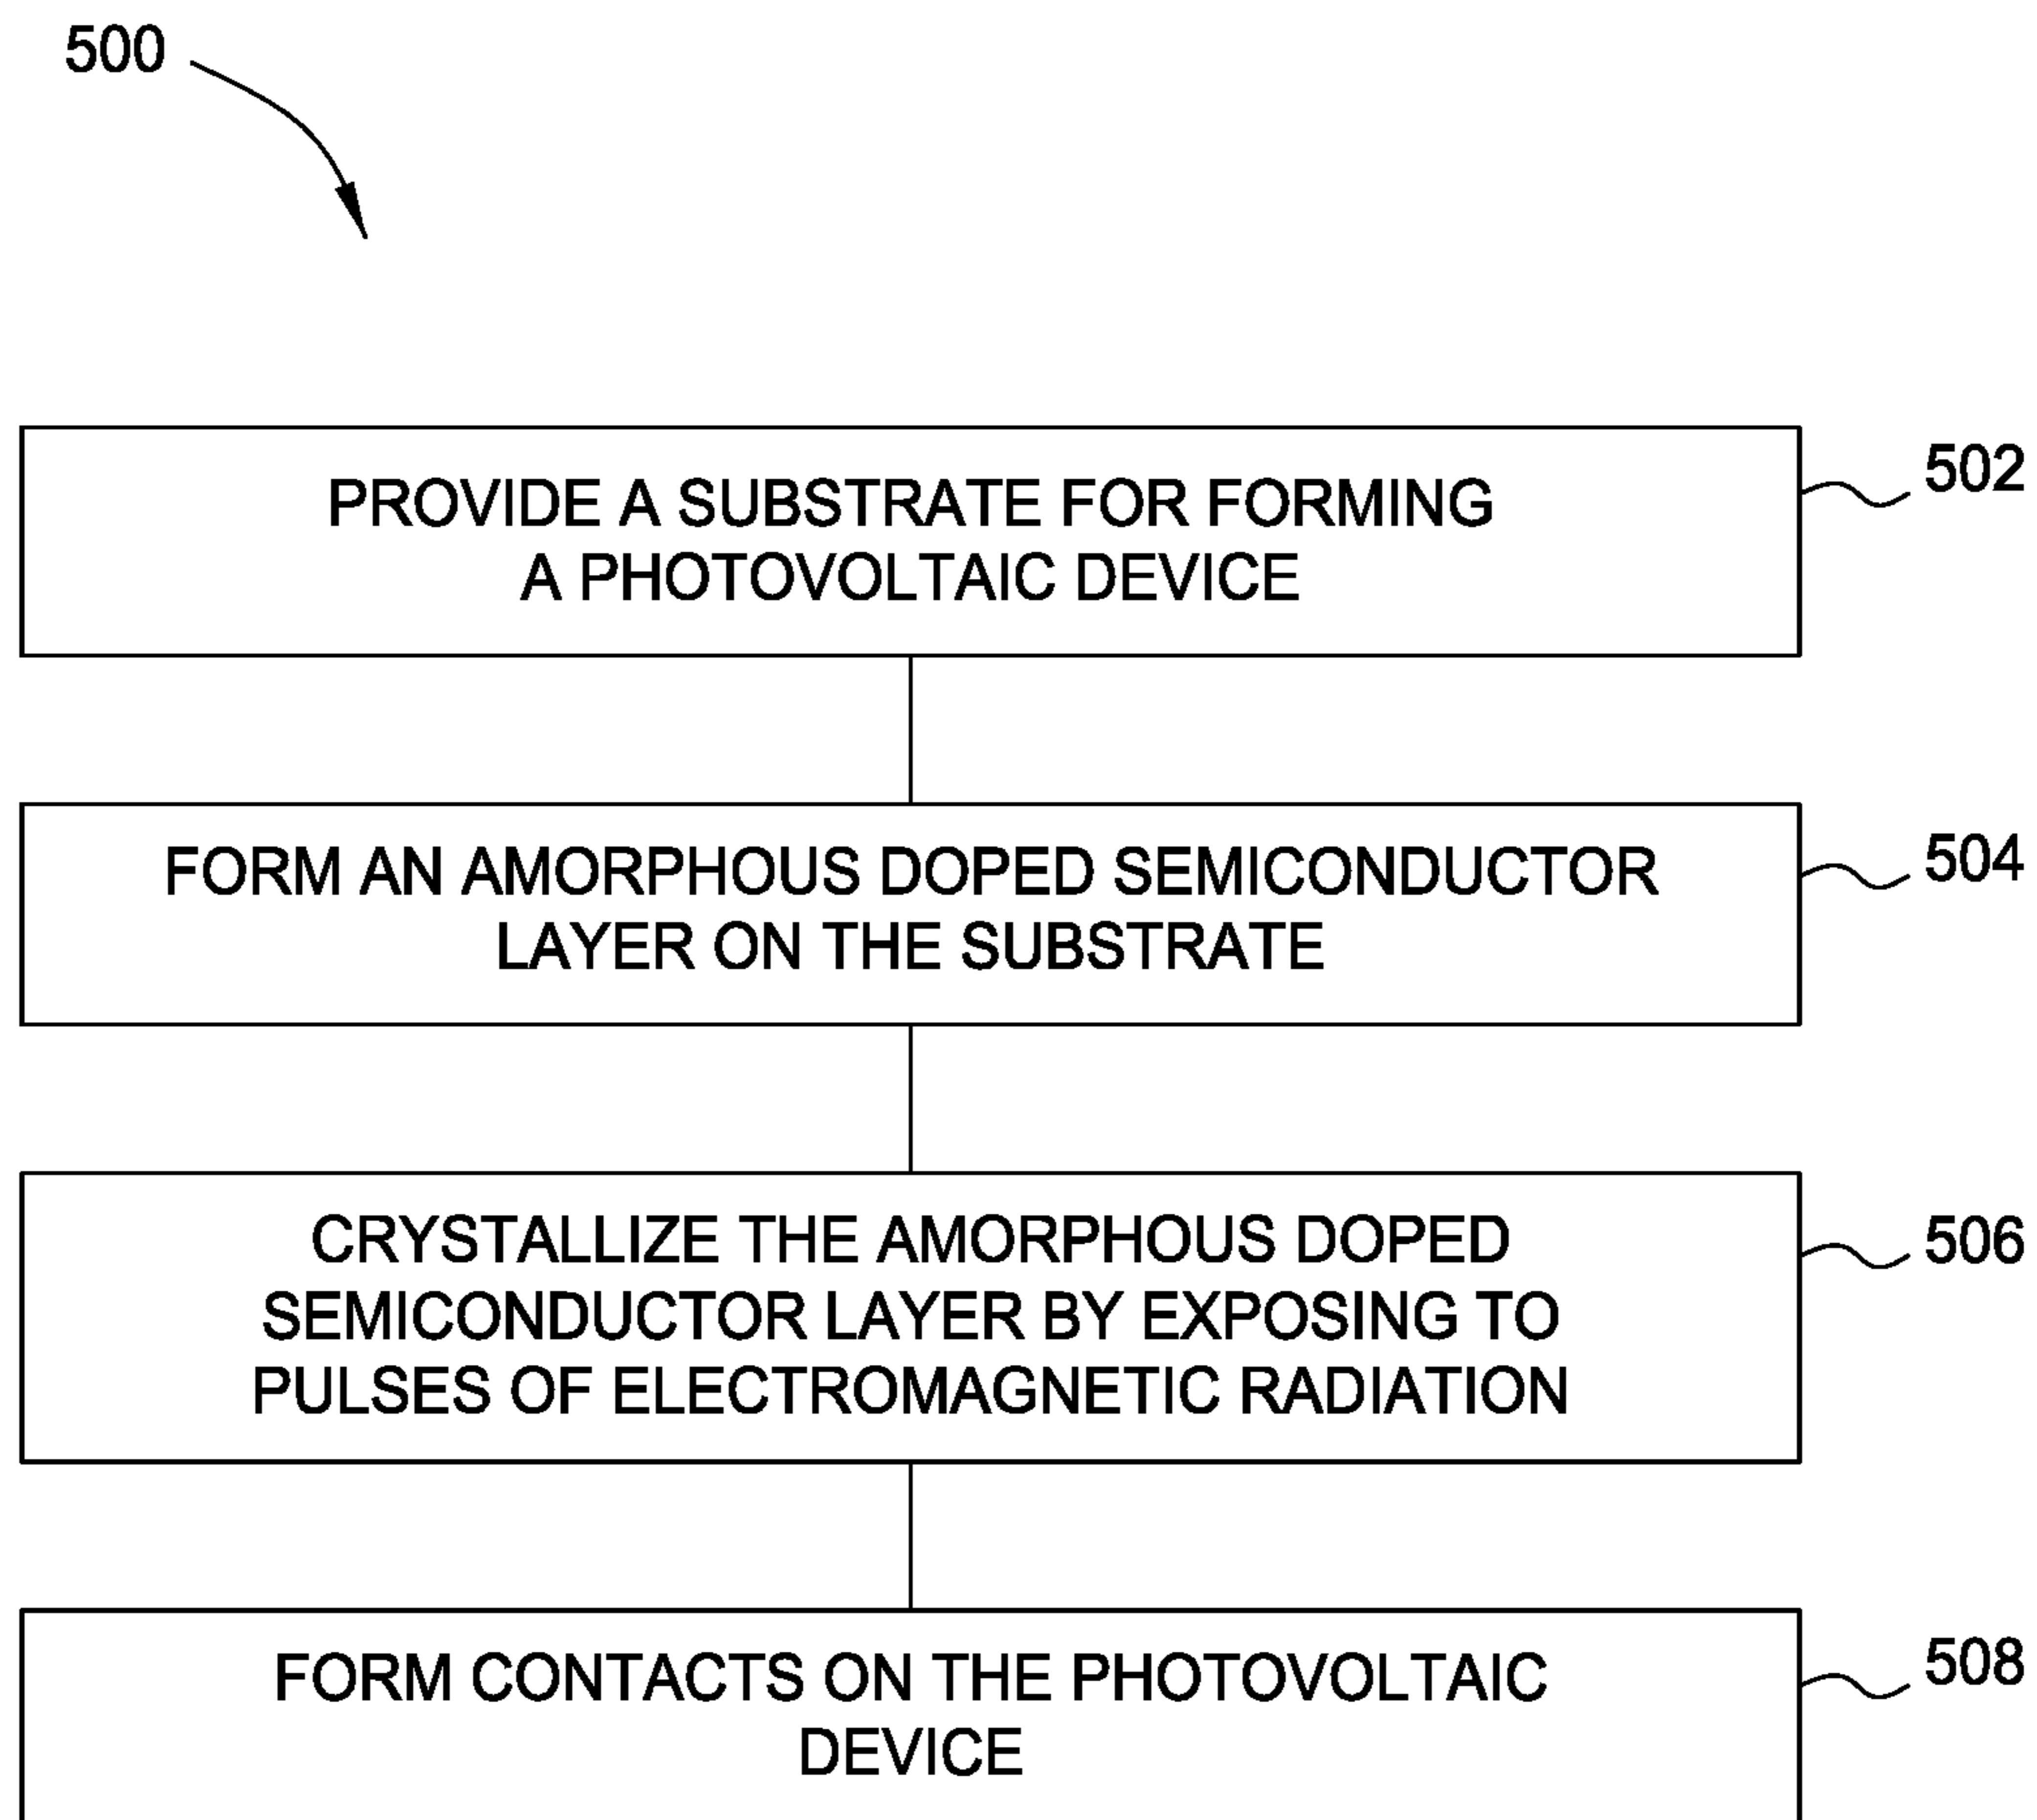 500
PROVIDE A SUBSTRATE FOR FORMING
A PHOTOVOLTAIC DEVICE
502
FORM AN AMORPHOUS DOPED SEMICONDUCTOR
LAYER ON THE SUBSTRATE
504
CRYSTALLIZE THE AMORPHOUS DOPED
SEMICONDUCTOR LAYER BY EXPOSING TO
PULSES OF ELECTROMAGNETIC RADIATION
506
FORM CONTACTS ON THE PHOTOVOLTAIC
DEVICE
508